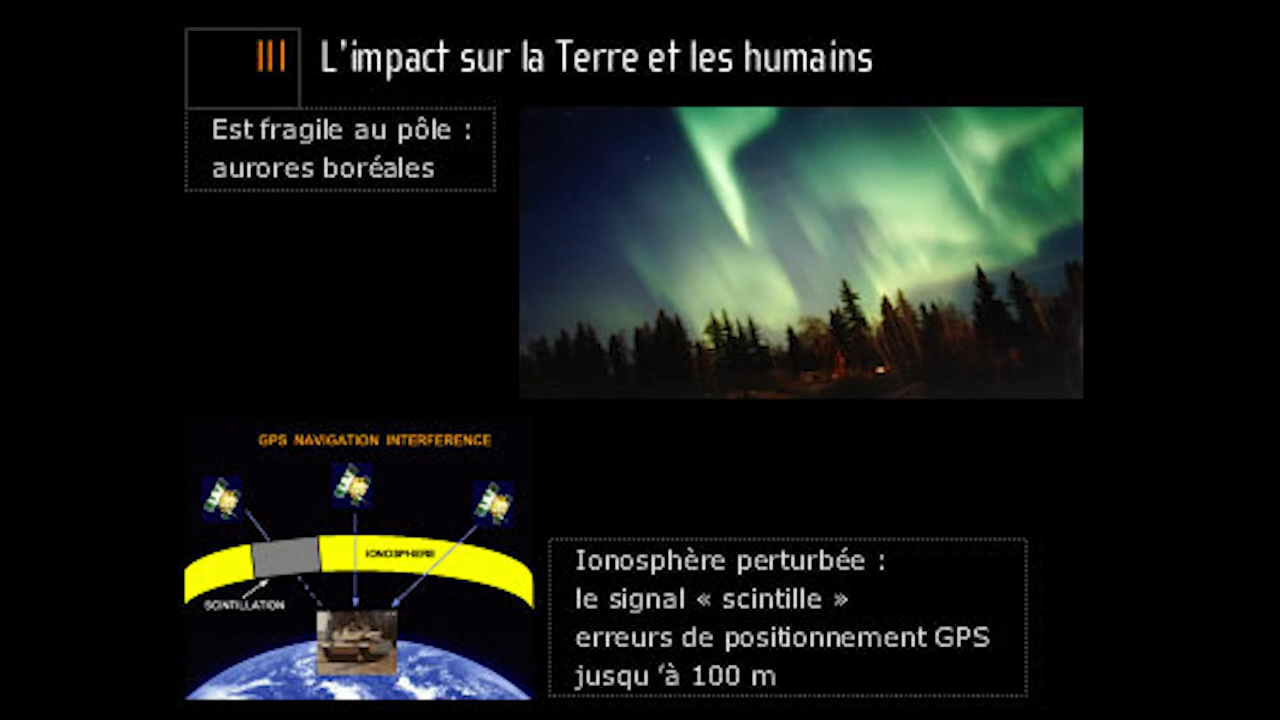 III L'impact sur la Terre et les humains
Est fragile au pôle :
aurores boréales
GPS NAVIGATION INTERFERENCE
IONOSPHERE
SCINTILLATION
Ionosphère perturbée :
le signal « scintille »
erreurs de positionnement GPS
jusqu 'à 100 m